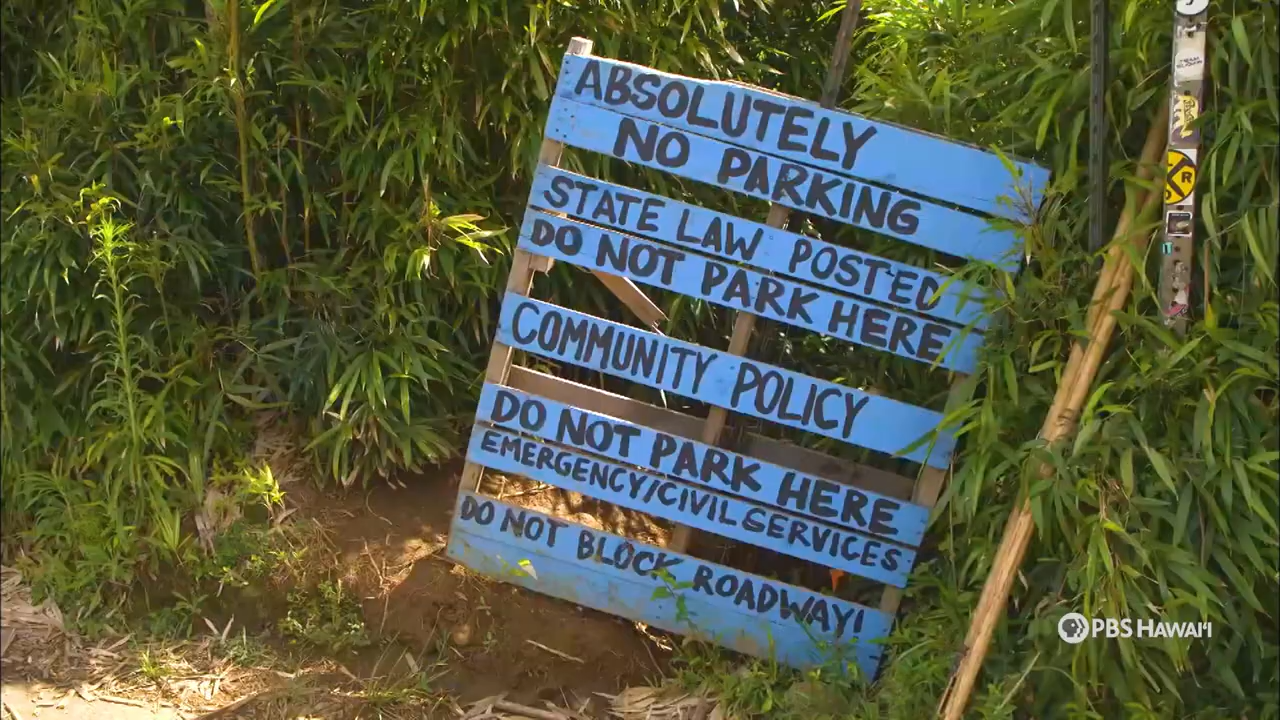 ABSOLUTELY
NO PARKING
STATE LAW POSTED
DO NOT PARK HERE
COMMUNITY POLICY
DO NOT PARK HERE
EMERGENCY/CIVIL SERVICES
DO NOT BLOCK ROADWAY!
R
PBS HAWAIʻI